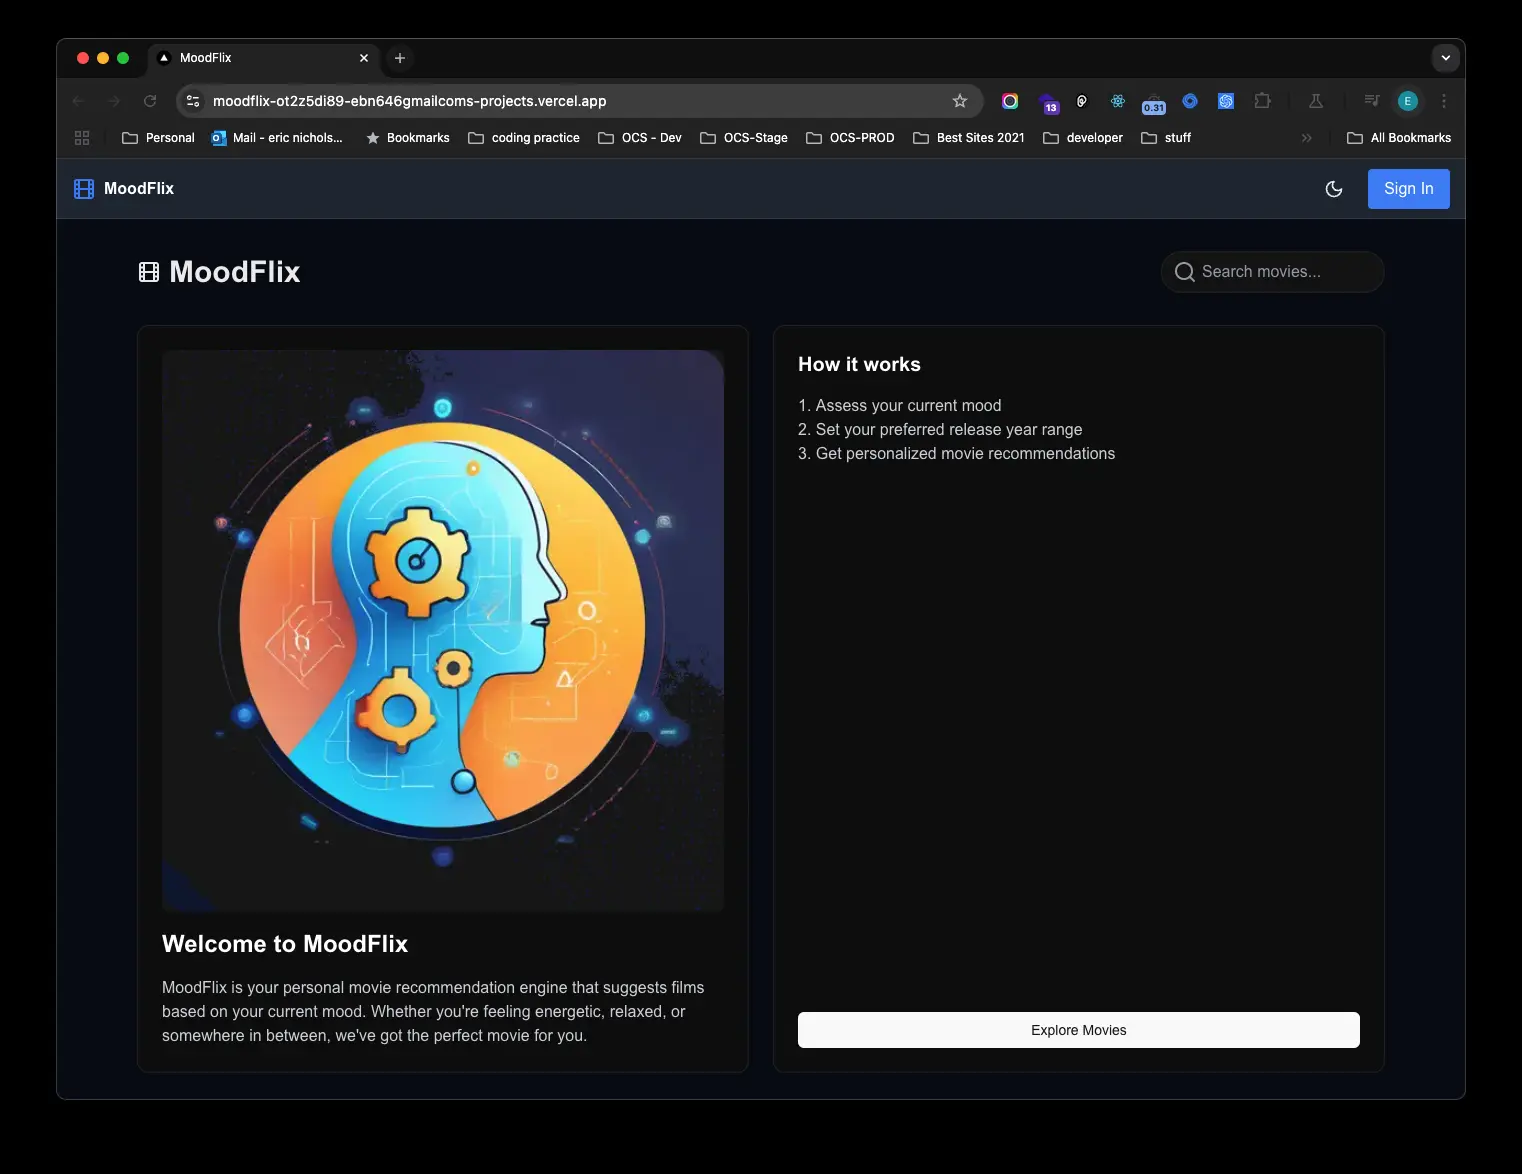 MoodFlix
moodflix-ot2z5di89-ebn646gmailcoms-projects.vercel.app
13
0.31
E
Personal
Mail - eric nichols...
Bookmarks
coding practice
OCS - Dev
OCS-Stage
OCS-PROD
Best Sites 2021
developer
stuff
All Bookmarks
MoodFlix
Sign In
MoodFlix
Search movies...
Welcome to MoodFlix
MoodFlix is your personal movie recommendation engine that suggests films
based on your current mood. Whether you're feeling energetic, relaxed, or
somewhere in between, we've got the perfect movie for you.
How it works
1. Assess your current mood
2. Set your preferred release year range
3. Get personalized movie recommendations
Explore Movies